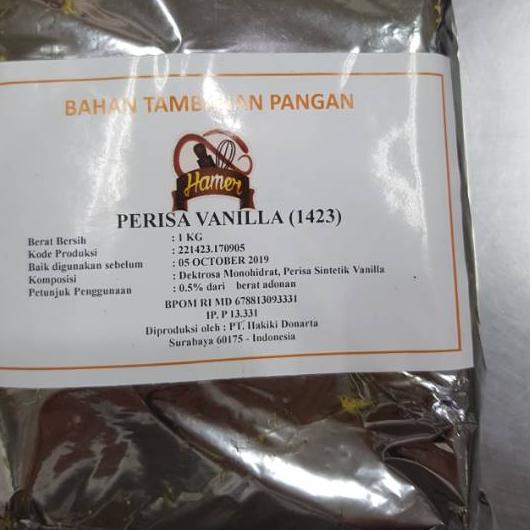 BAHAN TAMBAHAN PANGAN
Hamer
PERISA VANILLA (1423)
Berat Bersih : 1 KG
Kode Produksi : 221423.170905
Baik digunakan sebelum : 05 OCTOBER 2019
Komposisi : Dektrosa Monohidrat, Perisa Sintetik Vanilla
Petunjuk Penggunaan : 0.5% dari berat adonan
BPOM RI MD 678813093331
IP. P 13.331
Diproduksi oleh : PT. Hakiki Donarta
Surabaya 60175 - Indonesia